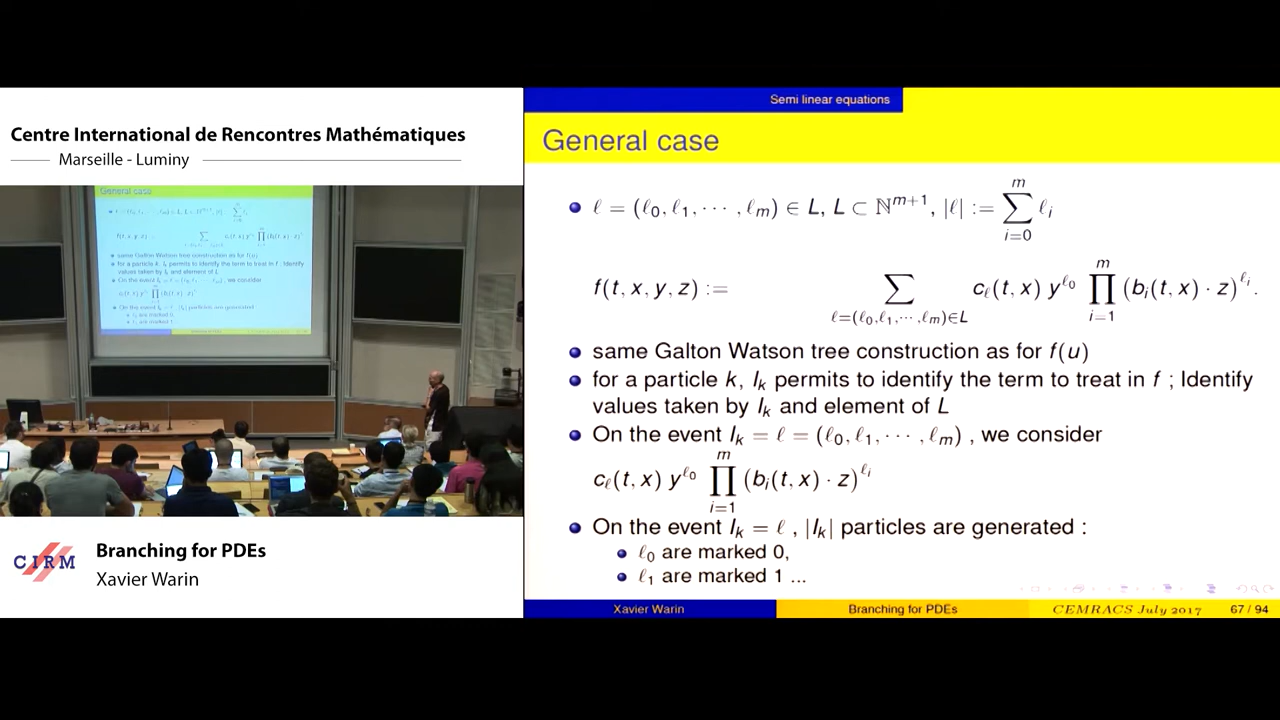 Centre International de Rencontres Mathématiques
Marseille - Luminy
CIRM
Branching for PDEs
Xavier Warin
Semi linear equations
General case
ℓ = (ℓ₀, ℓ₁, ⋯ , ℓₘ) ∈ L, L ⊂ ℕ^{m+1}, |ℓ| := ∑_{i=0}^{m} ℓᵢ
f(t, x, y, z) := ∑_{ℓ=(ℓ₀,ℓ₁,⋯,ℓₘ)∈L} c_ℓ(t, x) y^{ℓ₀} ∏_{i=1}^{m} (bᵢ(t, x) · z)^{ℓᵢ}.
same Galton Watson tree construction as for f(u)
for a particle k, I_k permits to identify the term to treat in f ; Identify
values taken by I_k and element of L
On the event I_k = ℓ = (ℓ₀, ℓ₁, ⋯ , ℓₘ) , we consider
c_ℓ(t, x) y^{ℓ₀} ∏_{i=1}^{m} (bᵢ(t, x) · z)^{ℓᵢ}
On the event I_k = ℓ , |I_k| particles are generated :
ℓ₀ are marked 0,
ℓ₁ are marked 1 ...
Xavier Warin
Branching for PDEs
CEMRACS July 2017
67 / 94